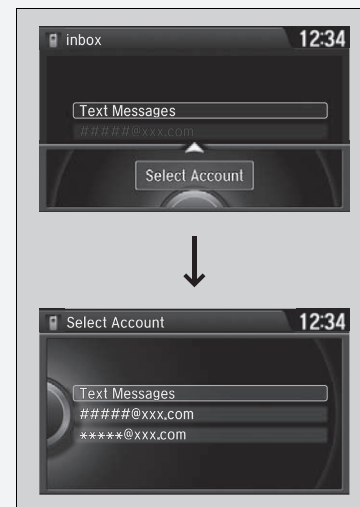 inbox 12:34
Text Messages
#####@xxx.com
Select Account
Select Account 12:34
Text Messages
#####@xxx.com
*****@xxx.com